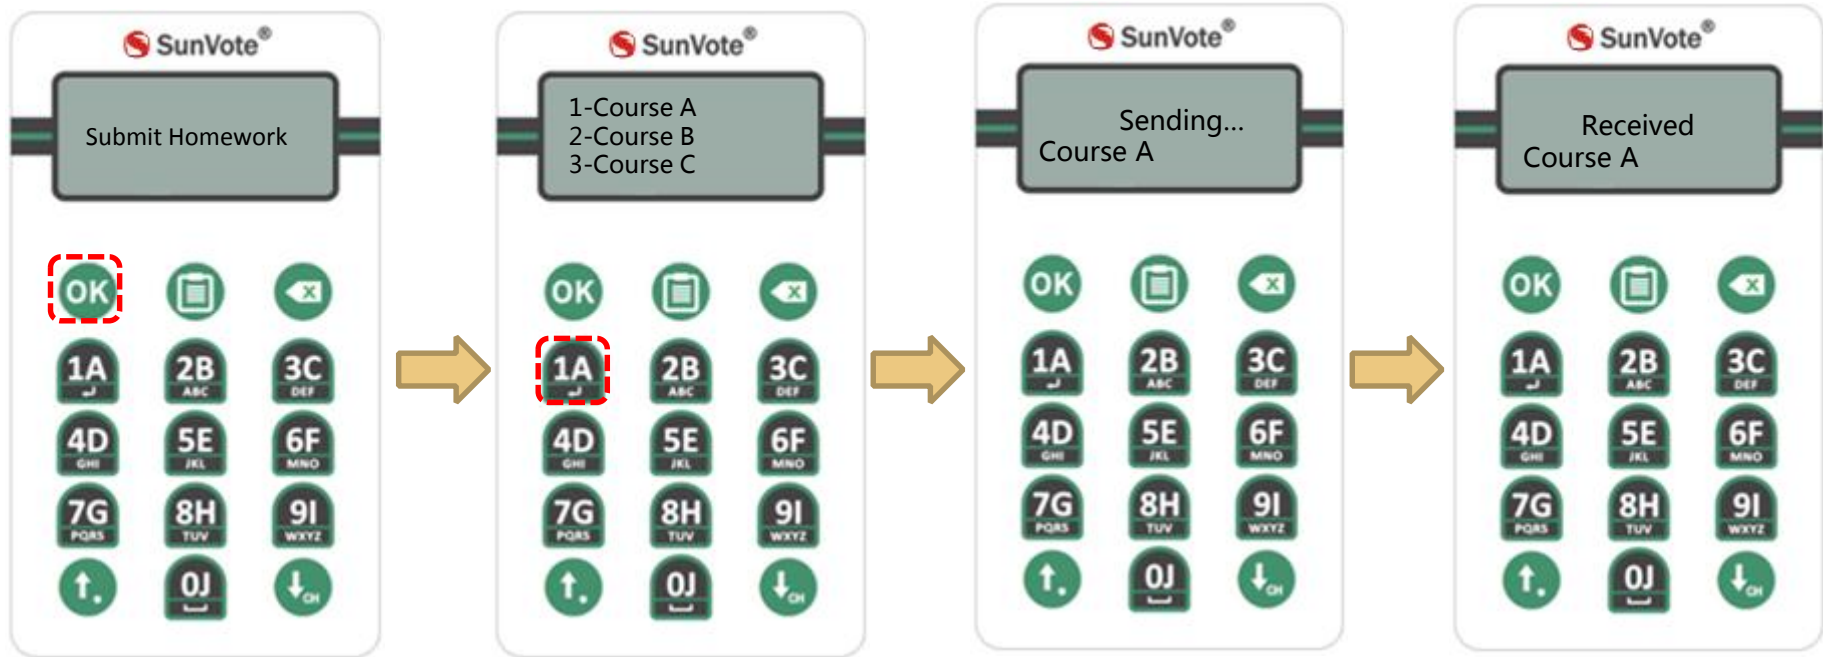 SunVote®
Submit Homework
OK
1A
2B
ABC
3C
DEF
4D
GHI
5E
JKL
6F
MNO
7G
PQRS
8H
TUV
9I
WXYZ
0J
CH
SunVote®
1-Course A
2-Course B
3-Course C
OK
1A
2B
ABC
3C
DEF
4D
GHI
5E
JKL
6F
MNO
7G
PQRS
8H
TUV
9I
WXYZ
0J
CH
SunVote®
Sending...
Course A
OK
1A
2B
ABC
3C
DEF
4D
GHI
5E
JKL
6F
MNO
7G
PQRS
8H
TUV
9I
WXYZ
0J
CH
SunVote®
Received
Course A
OK
1A
2B
ABC
3C
DEF
4D
GHI
5E
JKL
6F
MNO
7G
PQRS
8H
TUV
9I
WXYZ
0J
CH